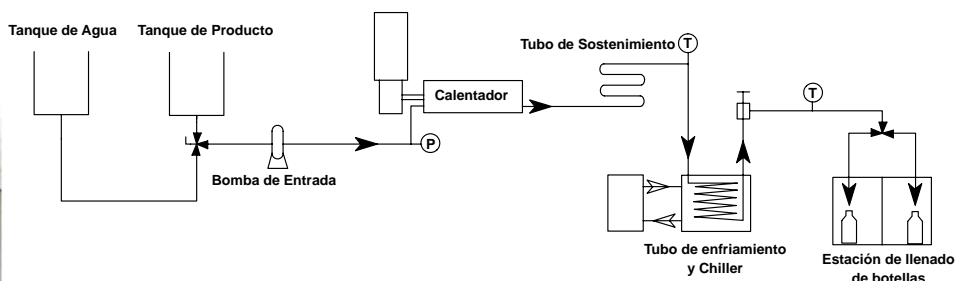 Tanque de Agua
Tanque de Producto
Tubo de Sostenimiento
T
Calentador
T
P
Bomba de Entrada
Tubo de enfriamiento
y Chiller
Estación de llenado
de botellas